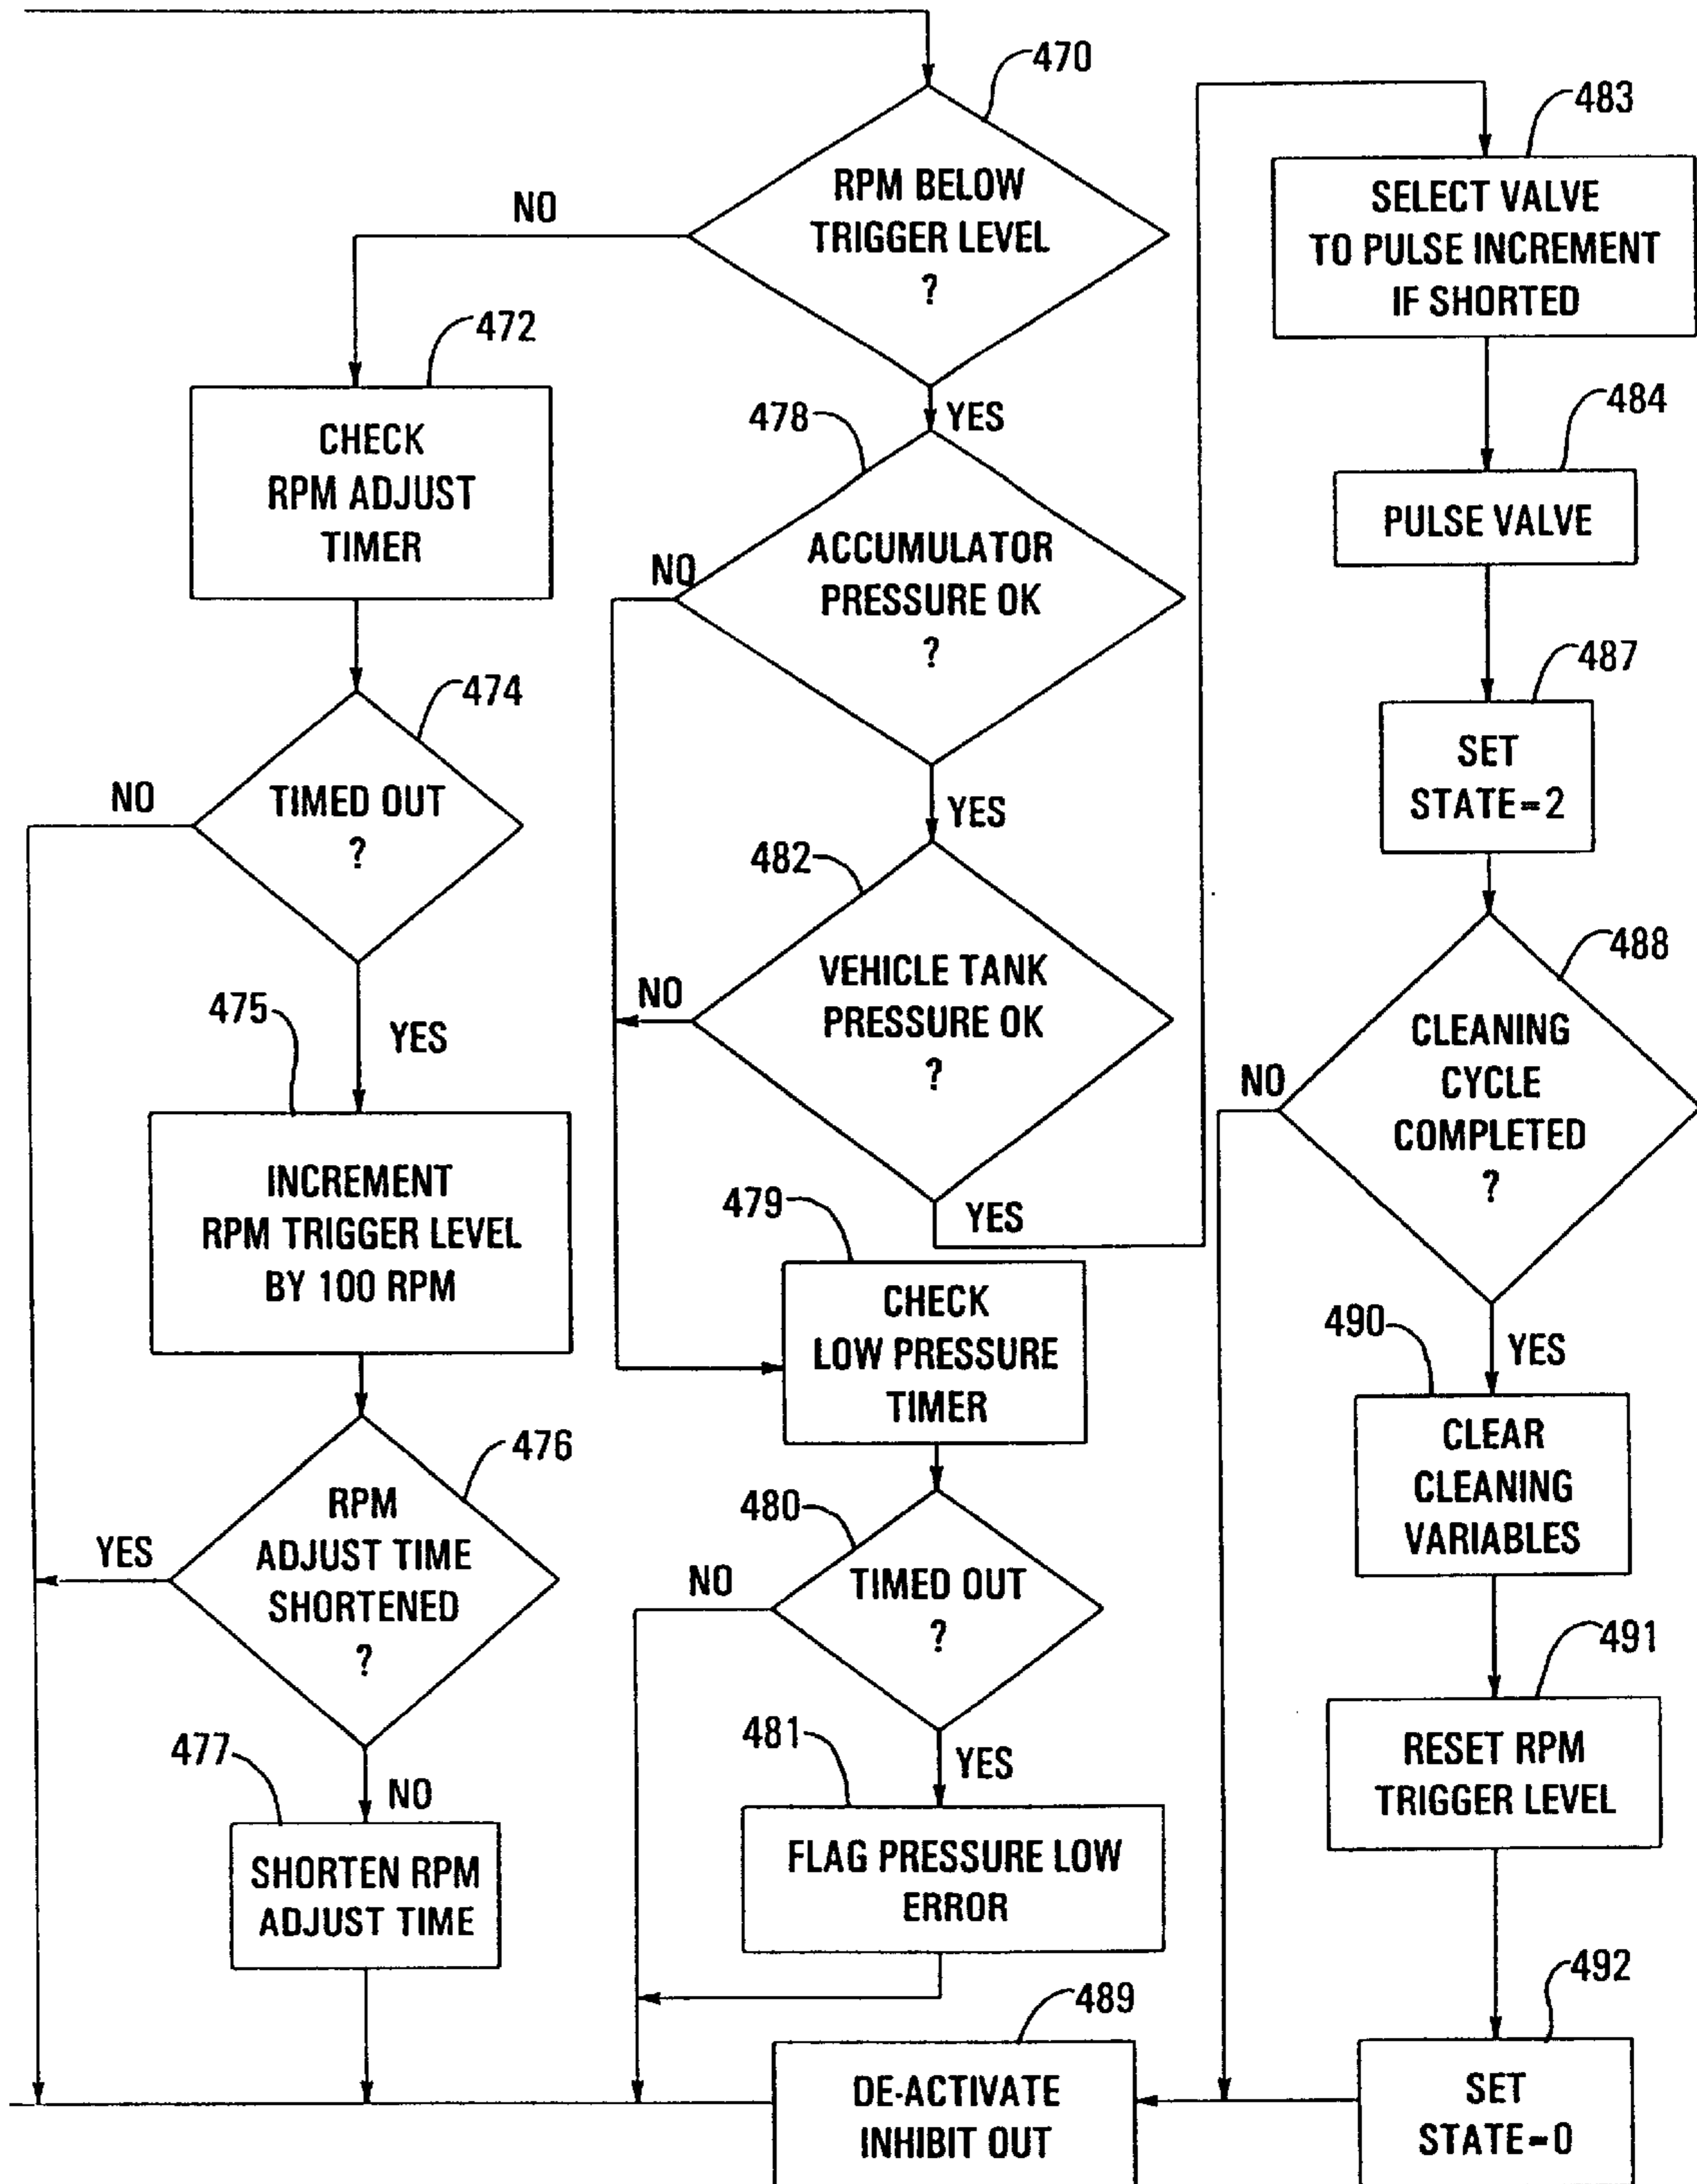 470
RPM BELOW
TRIGGER LEVEL
?
NO
YES
472
CHECK
RPM ADJUST
TIMER
474
TIMED OUT
?
NO
YES
475
INCREMENT
RPM TRIGGER LEVEL
BY 100 RPM
476
RPM
ADJUST TIME
SHORTENED
?
YES
NO
477
SHORTEN RPM
ADJUST TIME
478
ACCUMULATOR
PRESSURE OK
?
NO
YES
482
VEHICLE TANK
PRESSURE OK
?
NO
YES
479
CHECK
LOW PRESSURE
TIMER
480
TIMED OUT
?
NO
YES
481
FLAG PRESSURE LOW
ERROR
489
DE-ACTIVATE
INHIBIT OUT
483
SELECT VALVE
TO PULSE INCREMENT
IF SHORTED
484
PULSE VALVE
487
SET
STATE=2
488
CLEANING
CYCLE
COMPLETED
?
NO
YES
490
CLEAR
CLEANING
VARIABLES
491
RESET RPM
TRIGGER LEVEL
492
SET
STATE=0